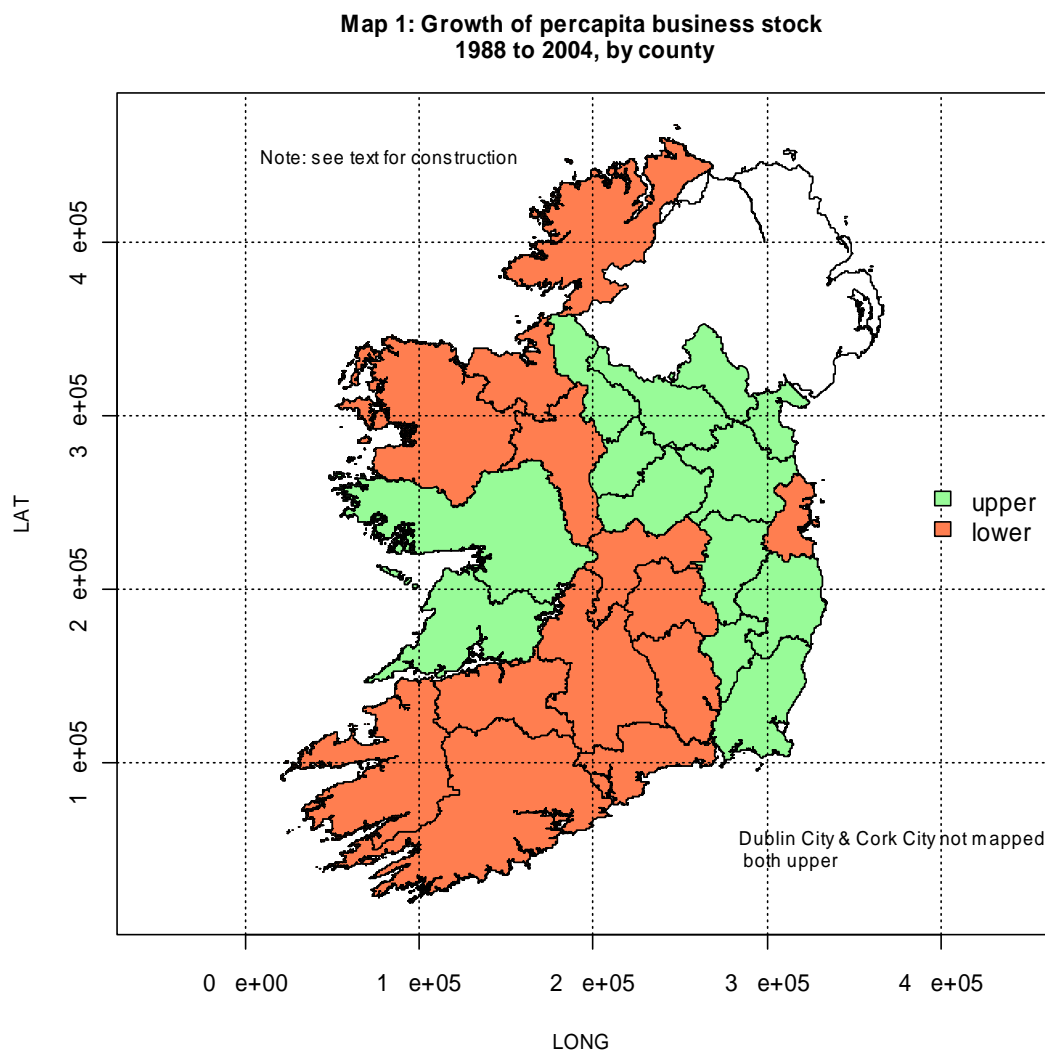 Map 1: Growth of percapita business stock
1988 to 2004, by county
Note: see text for construction
4 e+05
3 e+05
2 e+05
1 e+05
LAT
upper
lower
Dublin City & Cork City not mapped
both upper
0 e+00 1 e+05 2 e+05 3 e+05 4 e+05
LONG